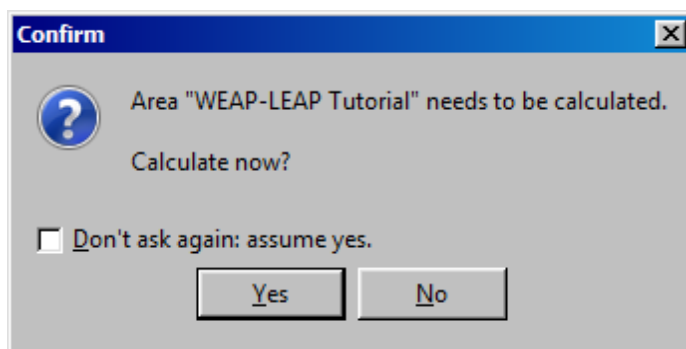 Confirm
Area "WEAP-LEAP Tutorial" needs to be calculated.
Calculate now?
Don't ask again: assume yes.
Yes
No